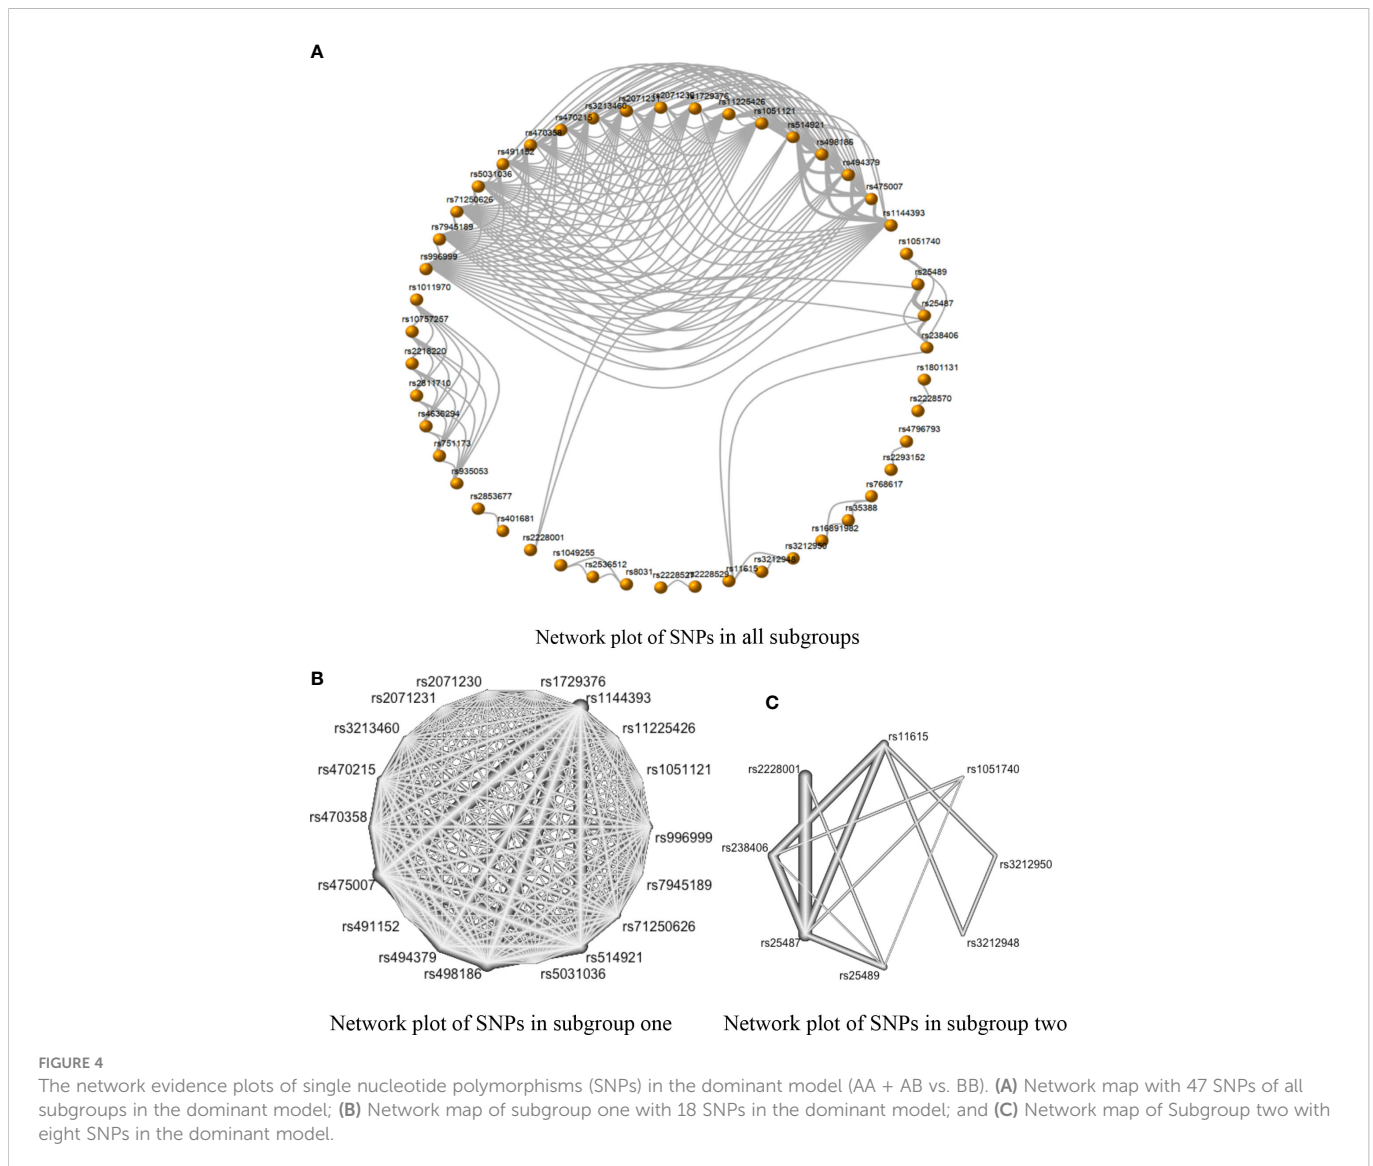 A
rs2071231
rs2071230
rs1729376
rs11225426
rs3213460
rs1051121
rs470215
rs514921
rs470358
rs498186
rs491152
rs494379
rs5031036
rs475007
rs71250626
rs1144393
rs7945189
rs1051740
rs996999
rs25489
rs1011970
rs25487
rs10757257
rs238406
rs2218220
rs1801131
rs2811710
rs2228570
rs4636294
rs4796793
rs751173
rs2293152
rs935053
rs768617
rs2853677
rs35388
rs401681
rs16891982
rs2228001
rs3212950
rs1049255
rs3212948
rs2536512
rs11615
rs8031
rs2228529
Network plot of SNPs in all subgroups
B
rs2071230
rs1729376
rs2071231
rs1144393
rs3213460
rs11225426
rs470215
rs1051121
rs470358
rs996999
rs475007
rs7945189
rs491152
rs71250626
rs494379
rs514921
rs498186
rs5031036
Network plot of SNPs in subgroup one
C
rs11615
rs2228001
rs1051740
rs238406
rs3212950
rs25487
rs3212948
rs25489
Network plot of SNPs in subgroup two
FIGURE 4
The network evidence plots of single nucleotide polymorphisms (SNPs) in the dominant model (AA + AB vs. BB). (A) Network map with 47 SNPs of all
subgroups in the dominant model; (B) Network map of subgroup one with 18 SNPs in the dominant model; and (C) Network map of Subgroup two with
eight SNPs in the dominant model.